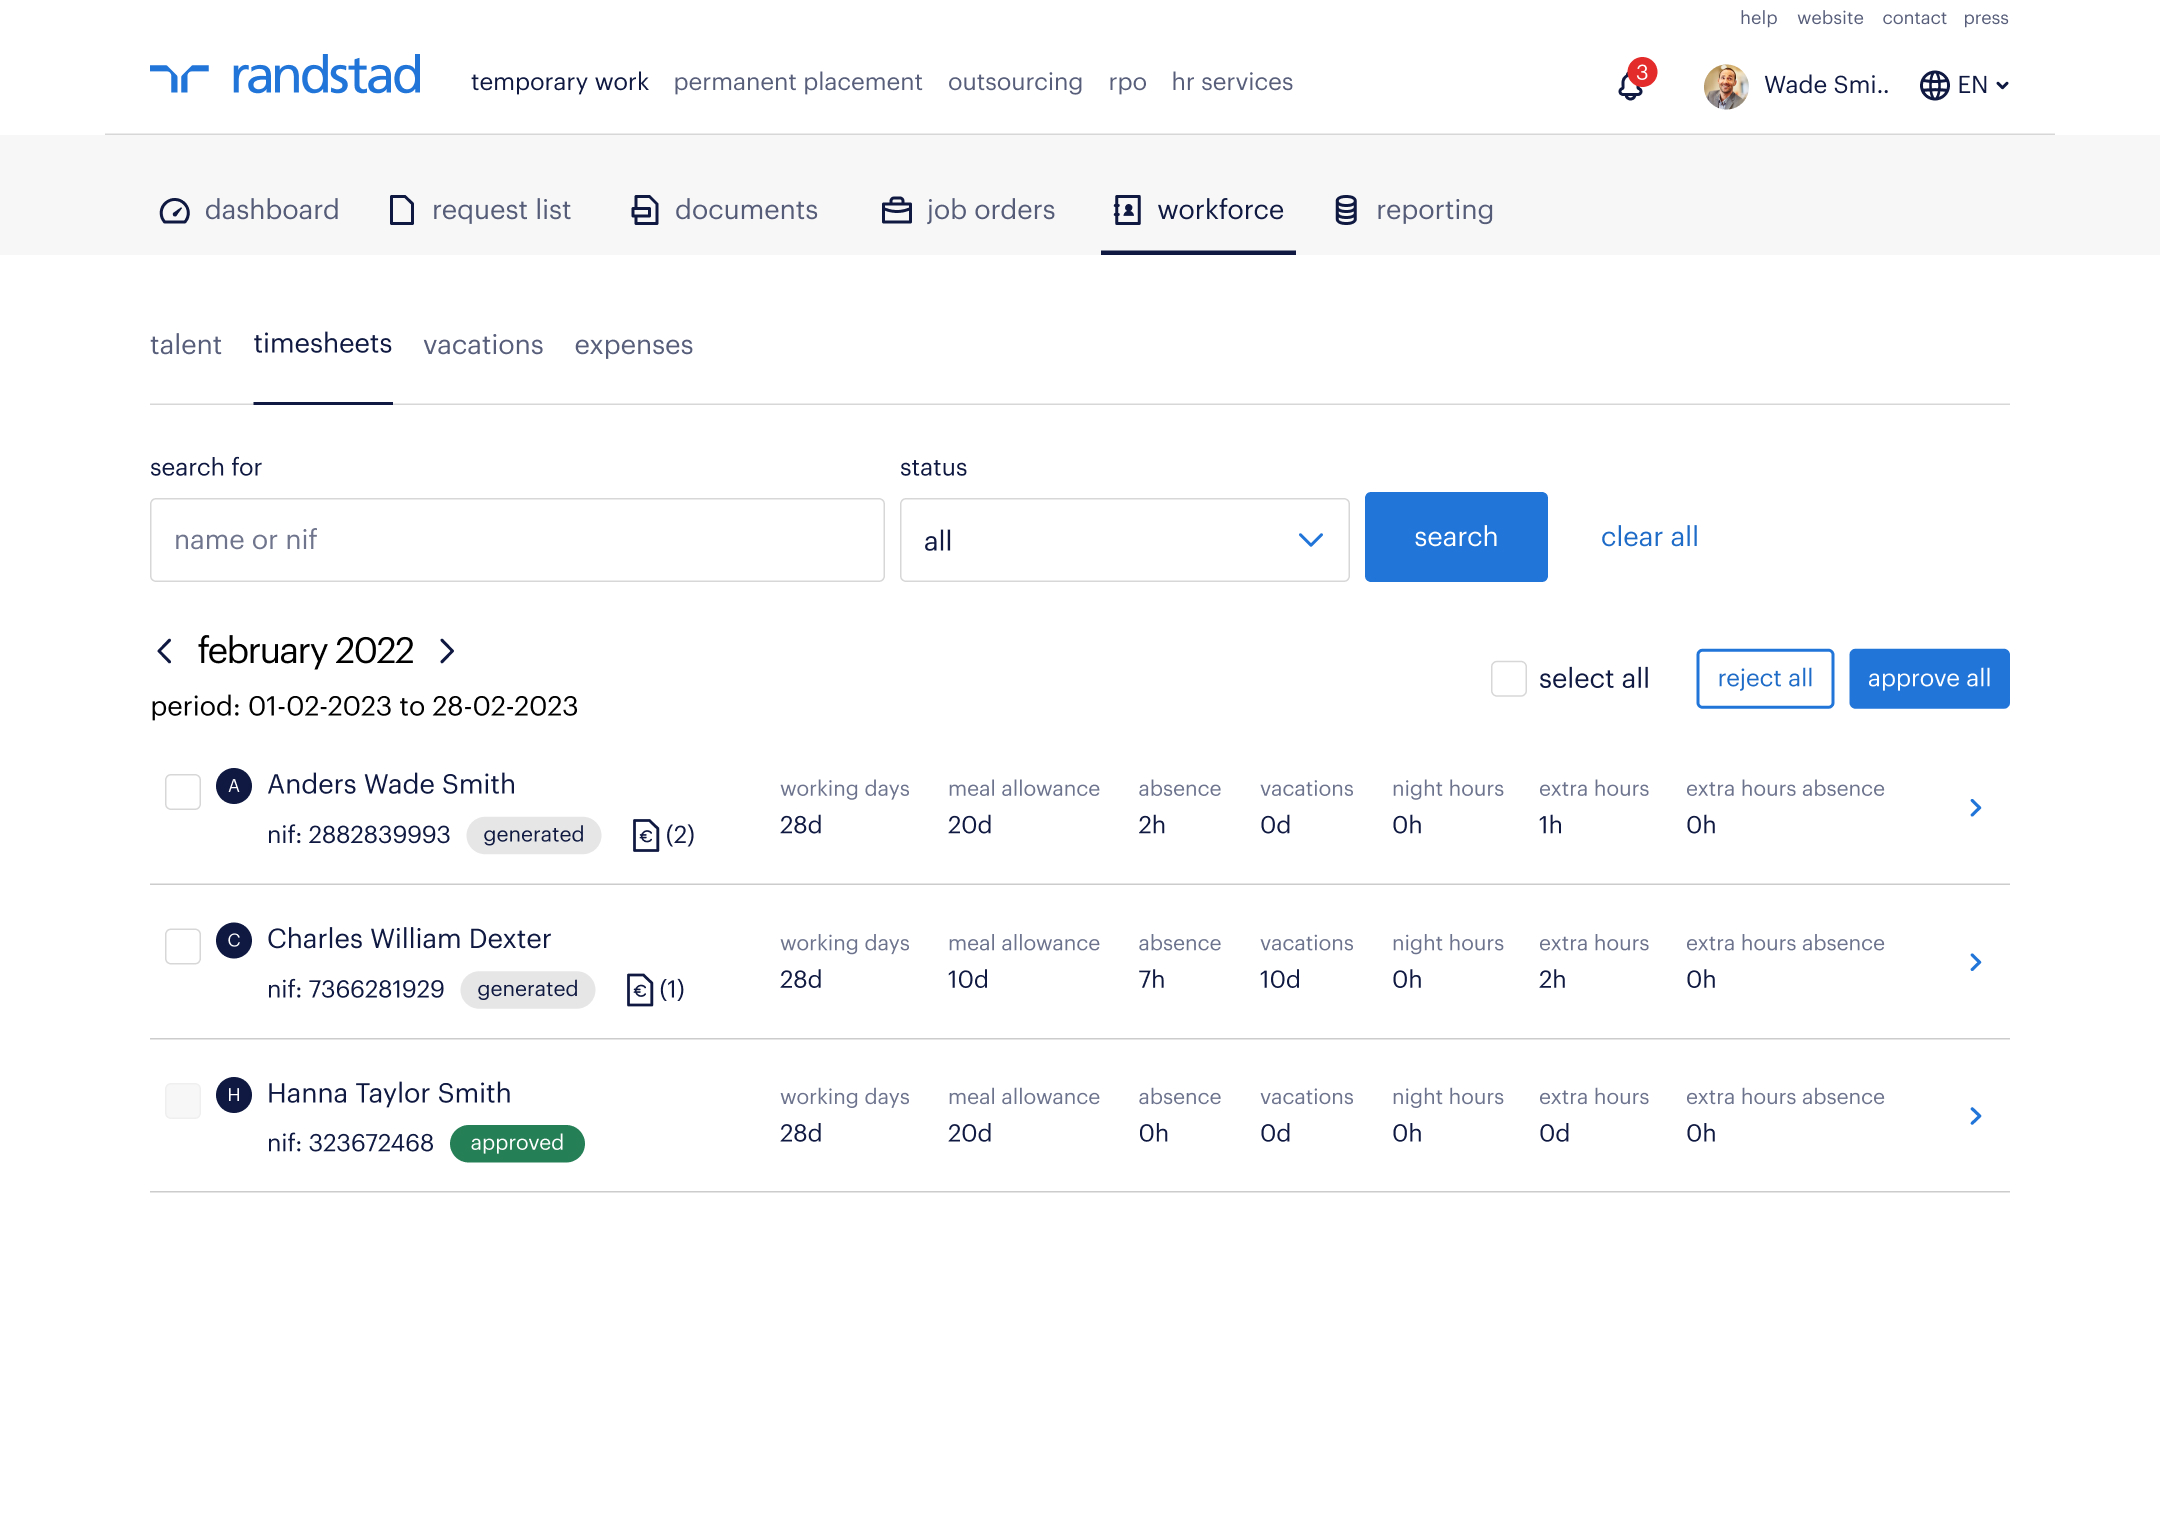 help website contact press
randstad temporary work permanent placement outsourcing rpo hr services 3 Wade Smi.. EN
dashboard request list documents job orders workforce reporting
talent timesheets vacations expenses
search for status
name or nif all search clear all
february 2022
select all reject all approve all
period: 01-02-2023 to 28-02-2023
A Anders Wade Smith working days meal allowance absence vacations night hours extra hours extra hours absence
nif: 2882839993 generated € (2) 28d 20d 2h 0d 0h 1h 0h
C Charles William Dexter working days meal allowance absence vacations night hours extra hours extra hours absence
nif: 7366281929 generated € (1) 28d 10d 7h 10d 0h 2h 0h
H Hanna Taylor Smith working days meal allowance absence vacations night hours extra hours extra hours absence
nif: 323672468 approved 28d 20d 0h 0d 0h 0d 0h